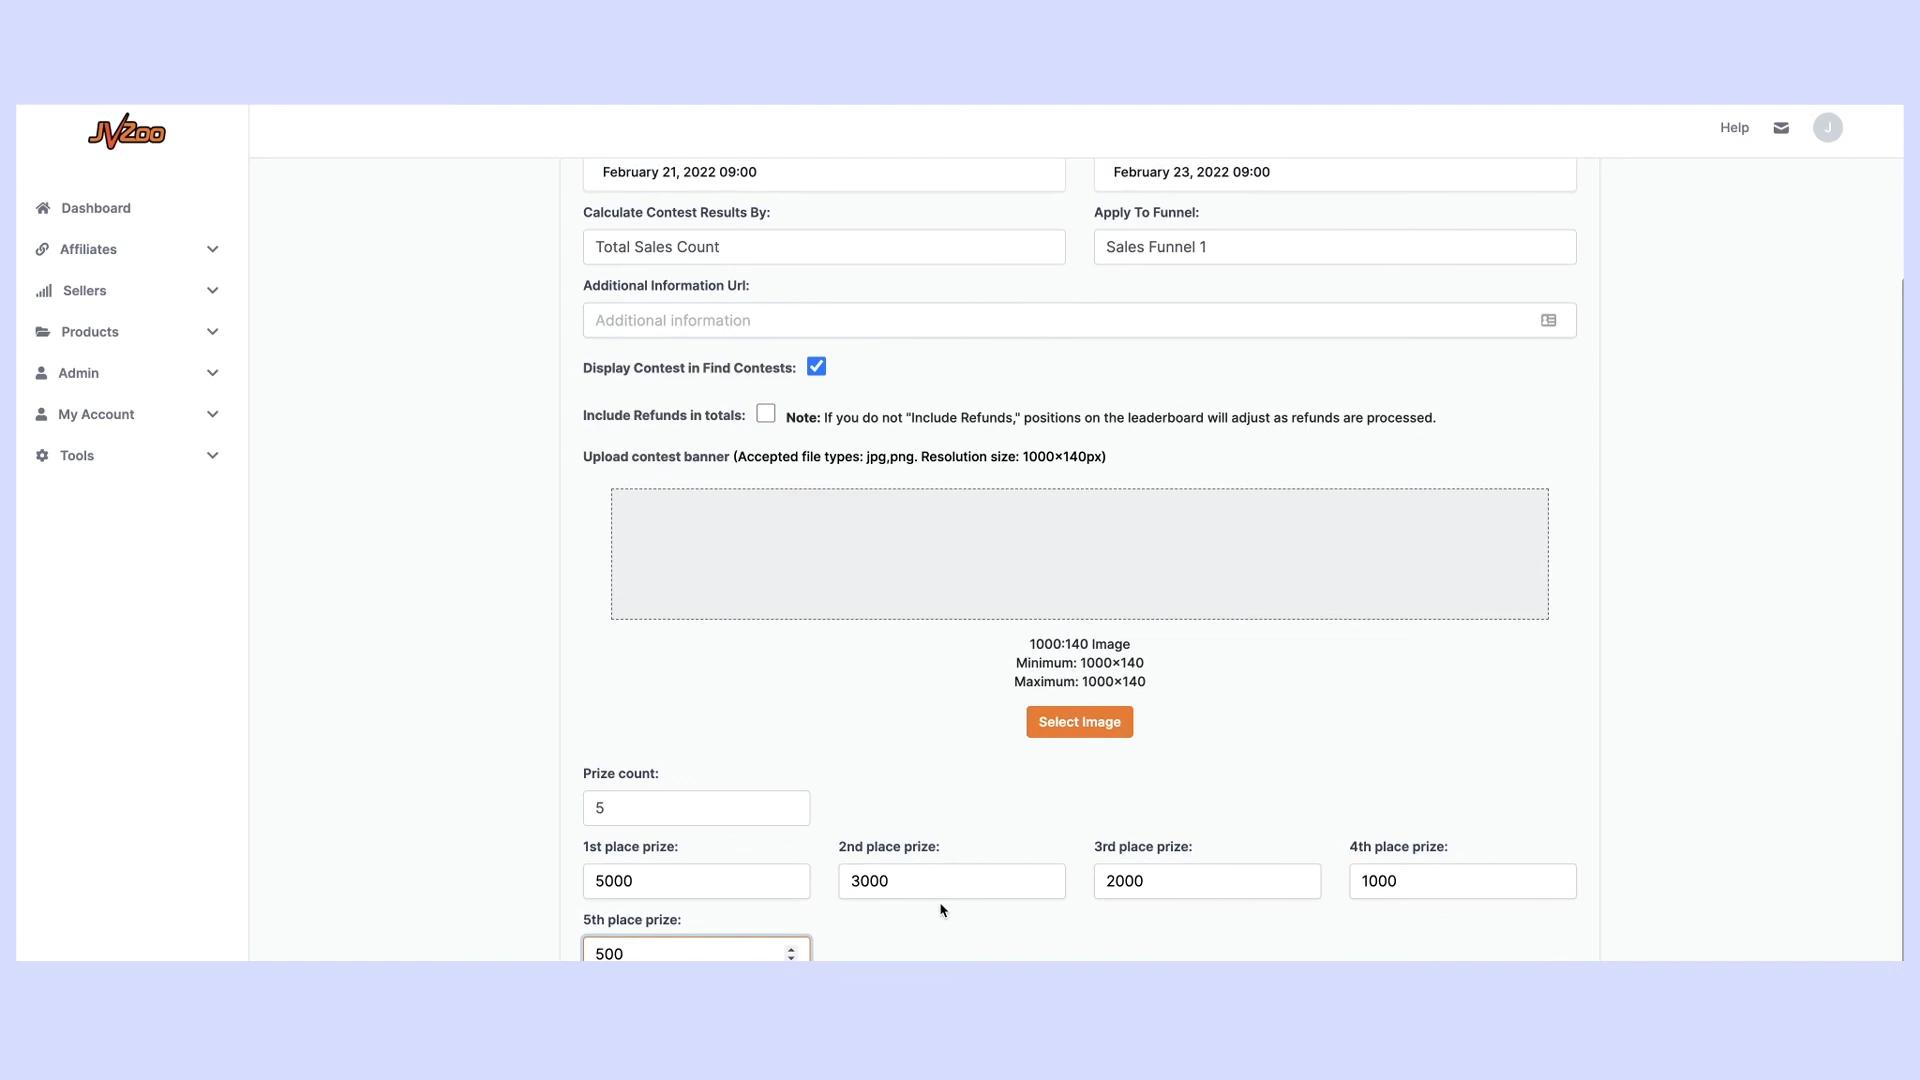 JVZoo
Help
J
Dashboard
Affiliates
Sellers
Products
Admin
My Account
Tools
February 21, 2022 09:00
February 23, 2022 09:00
Calculate Contest Results By:
Apply To Funnel:
Total Sales Count
Sales Funnel 1
Additional Information Url:
Additional information
Display Contest in Find Contests:
Include Refunds in totals:
Note: If you do not "Include Refunds," positions on the leaderboard will adjust as refunds are processed.
Upload contest banner (Accepted file types: jpg,png. Resolution size: 1000×140px)
1000:140 Image
Minimum: 1000×140
Maximum: 1000×140
Select Image
Prize count:
5
1st place prize:
2nd place prize:
3rd place prize:
4th place prize:
5000
3000
2000
1000
5th place prize:
500